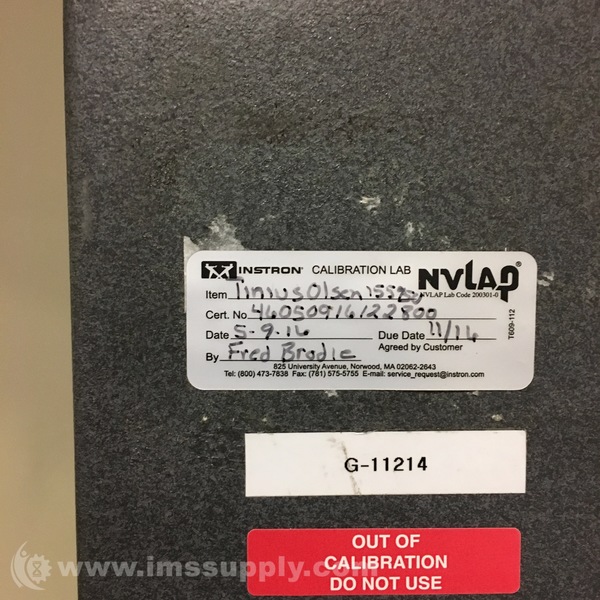 INSTRON® CALIBRATION LAB NVLAP®
NVLAP Lab Code 200301-0
Item Tinius Olsen
Cert. No. 46050916122800
Date 5-9-16 Due Date 11/16
Agreed by Customer
By Fred Brodie
825 University Avenue, Norwood, MA 02062-2643
Tel: (800) 473-7838 Fax: (781) 575-5755 E-mail: service_request@instron.com
T609-112
G-11214
OUT OF
CALIBRATION
DO NOT USE
www.imssupply.com